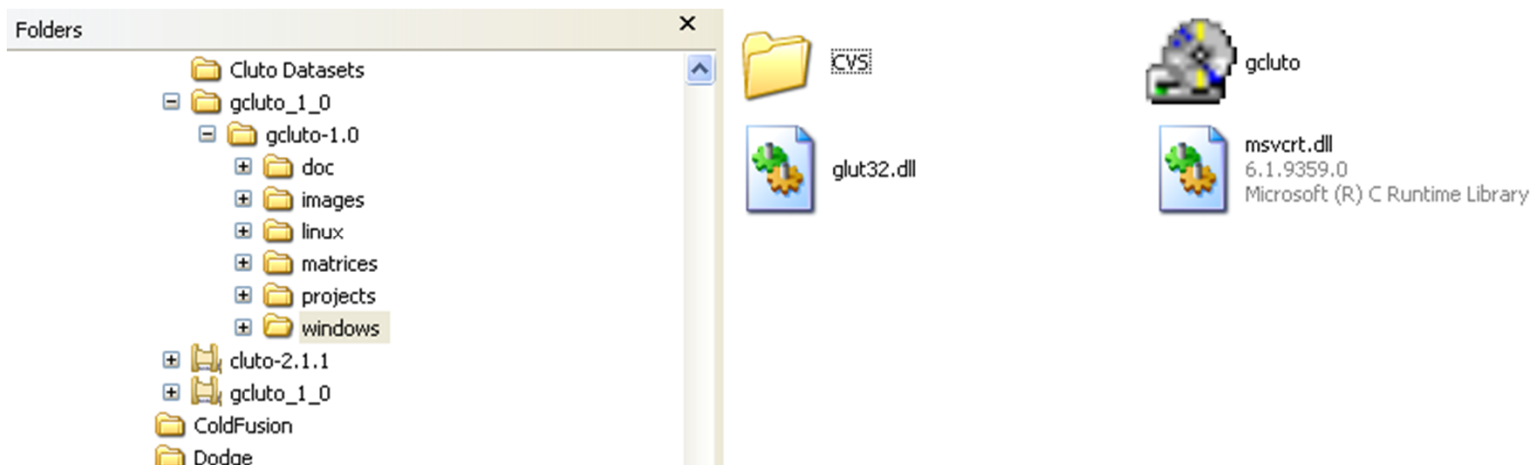 Folders
Cluto Datasets
gcluto_1_0
gcluto-1.0
doc
images
linux
matrices
projects
windows
cluto-2.1.1
gcluto_1_0
ColdFusion
Dodge
CVS
gcluto
glut32.dll
msvcrt.dll
6.1.9359.0
Microsoft (R) C Runtime Library